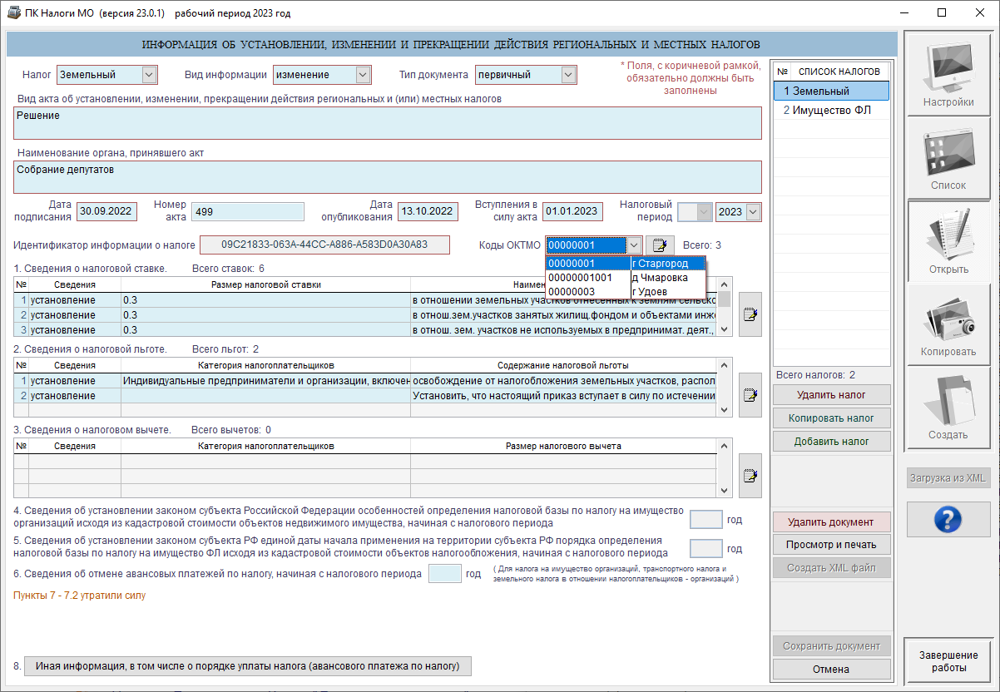 ПК Налоги МО (версия 23.0.1) рабочий период 2023 год
ИНФОРМАЦИЯ ОБ УСТАНОВЛЕНИИ, ИЗМЕНЕНИИ И ПРЕКРАЩЕНИИ ДЕЙСТВИЯ РЕГИОНАЛЬНЫХ И МЕСТНЫХ НАЛОГОВ
Налог Земельный Вид информации изменение Тип документа первичный
* Поля, с коричневой рамкой,
обязательно должны быть
заполнены
Вид акта об установлении, изменении, прекращении действия региональных и (или) местных налогов
Решение
Наименование органа, принявшего акт
Собрание депутатов
Дата
подписания
30.09.2022
Номер
акта
499
Дата
опубликования
13.10.2022
Вступления в
силу акта
01.01.2023
Налоговый
период
2023
Идентификатор информации о налоге 09C21833-063A-44CC-A886-A583D0A30A83 Коды ОКТМО 00000001 Всего: 3
00000001 г Старгород
00000001001 д Чмаровка
00000003 г Удоев
1. Сведения о налоговой ставке. Всего ставок: 6
№ Сведения Размер налоговой ставки Наимен
1 установление 0.3 в отношении земельных участков отнесенных к землям сельско
2 установление 0.3 в отнош.зем.участков занятых жилищ.фондом и объектами инже
3 установление 0.3 в отнош. зем. участков не используемых в предпринимат. деят.,
2. Сведения о налоговой льготе. Всего льгот: 2
№ Сведения Категория налогоплательщиков Содержание налоговой льготы
1 установление Индивидуальные предприниматели и организации, включен освобождение от налогобложения земельных участков, распол
2 установление Установить, что настоящий приказ вступает в силу по истечении
3. Сведения о налоговом вычете. Всего вычетов: 0
№ Сведения Категория налогоплательщиков Размер налогового вычета
4. Сведения об установлении законом субъекта Российской Федерации особенностей определения налоговой базы по налогу на имущество
организаций исходя из кадастровой стоимости объектов недвижимого имущества, начиная с налогового периода
год
5. Сведения об установлении законом субъекта РФ единой даты начала применения на территории субъекта РФ порядка определения
налоговой базы по налогу на имущество ФЛ исходя из кадастровой стоимости объектов налогообложения, начиная с налогового периода
год
6. Сведения об отмене авансовых платежей по налогу, начиная с налогового периода год
( Для налога на имущество организаций, транспортного налога и
земельного налога в отношении налогоплательщиков - организаций )
Пункты 7 - 7.2 утратили силу
8. Иная информация, в том числе о порядке уплаты налога (авансового платежа по налогу)
№ СПИСОК НАЛОГОВ
1 Земельный
2 Имущество ФЛ
Всего налогов: 2
Удалить налог
Копировать налог
Добавить налог
Удалить документ
Просмотр и печать
Создать XML файл
Сохранить документ
Отмена
Настройки
Список
Открыть
Копировать
Создать
Загрузка из XML
?
Завершение
работы